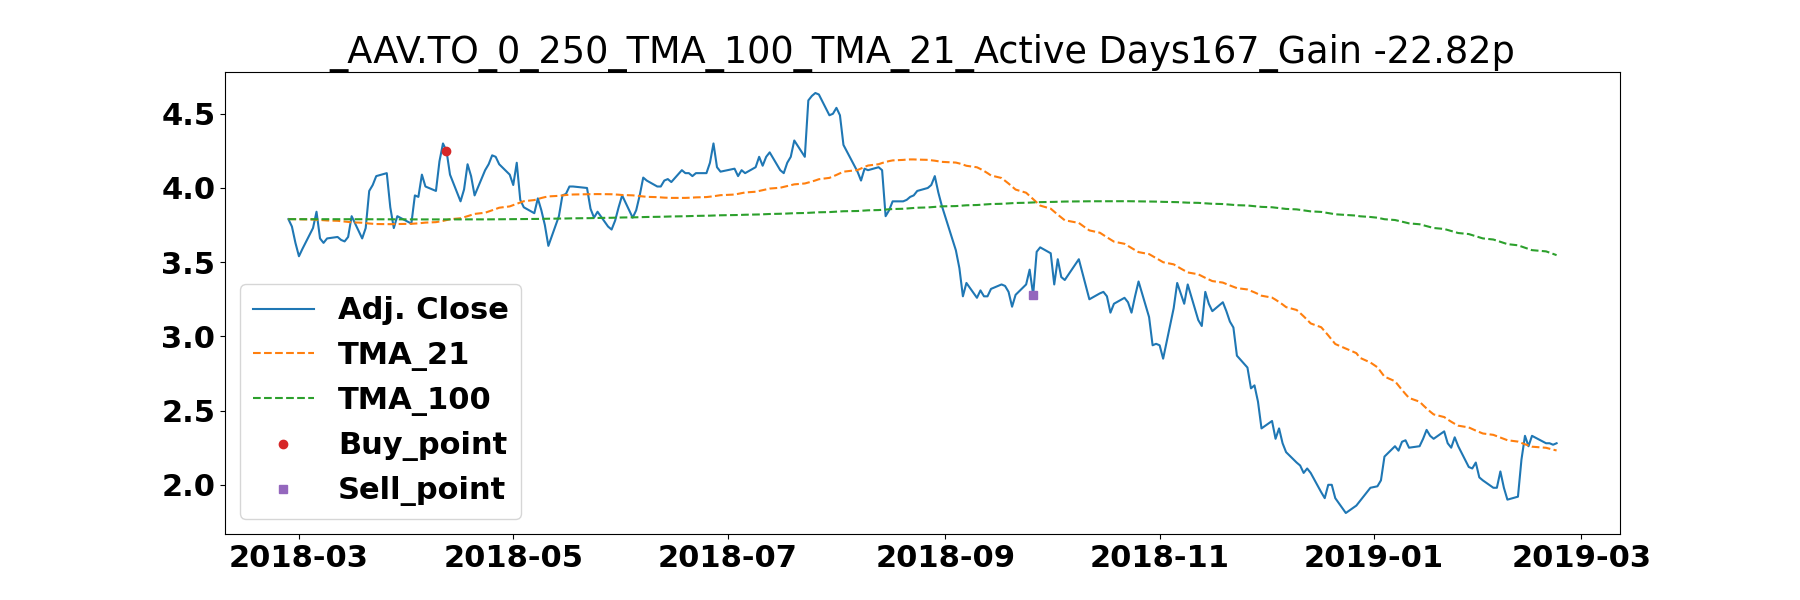 _AAV.TO_0_250_TMA_100_TMA_21_Active Days167_Gain -22.82p
4.5
4.0
3.5
3.0
2.5
2.0
Adj. Close
TMA_21
TMA_100
Buy_point
Sell_point
2018-03 2018-05 2018-07 2018-09 2018-11 2019-01 2019-03